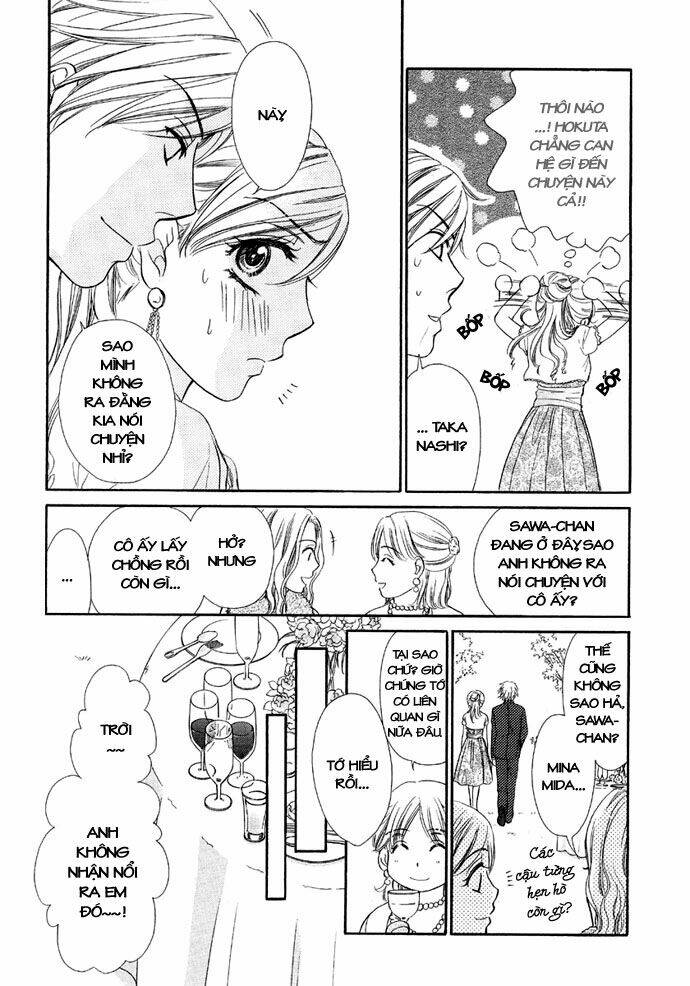 THÔI NÀO
...! HOKUTA
CHẲNG CAN
HỆ GÌ ĐẾN
CHUYỆN NÀY
CẢ!!
BỐP
BỐP
BỐP
... TAKA
NASHI?
NÀY,
SAO
MÌNH
KHÔNG
RA ĐẰNG
KIA NÓI
CHUYỆN
NHỈ?
SAWA-CHAN
ĐANG Ở ĐÂY, SAO
ANH KHÔNG RA
NÓI CHUYỆN VỚI
CÔ ẤY?
HỞ?
NHƯNG
CÔ ẤY LẤY
CHỒNG RỒI
CÒN GÌ...
...
THẾ
CŨNG
KHÔNG
SAO HẢ,
SAWA-
CHAN?
MINA
MIDA...
Các
cậu từng
hẹn hò
còn gì?
TẠI SAO
CHỨ? GIỜ
CHÚNG TỚ
CÓ LIÊN
QUAN GÌ
NỮA ĐÂU.
TỚ HIỂU
RỒI...
TRỜI
~~
ANH
KHÔNG
NHẬN NỔI
RA EM
ĐÓ~~!